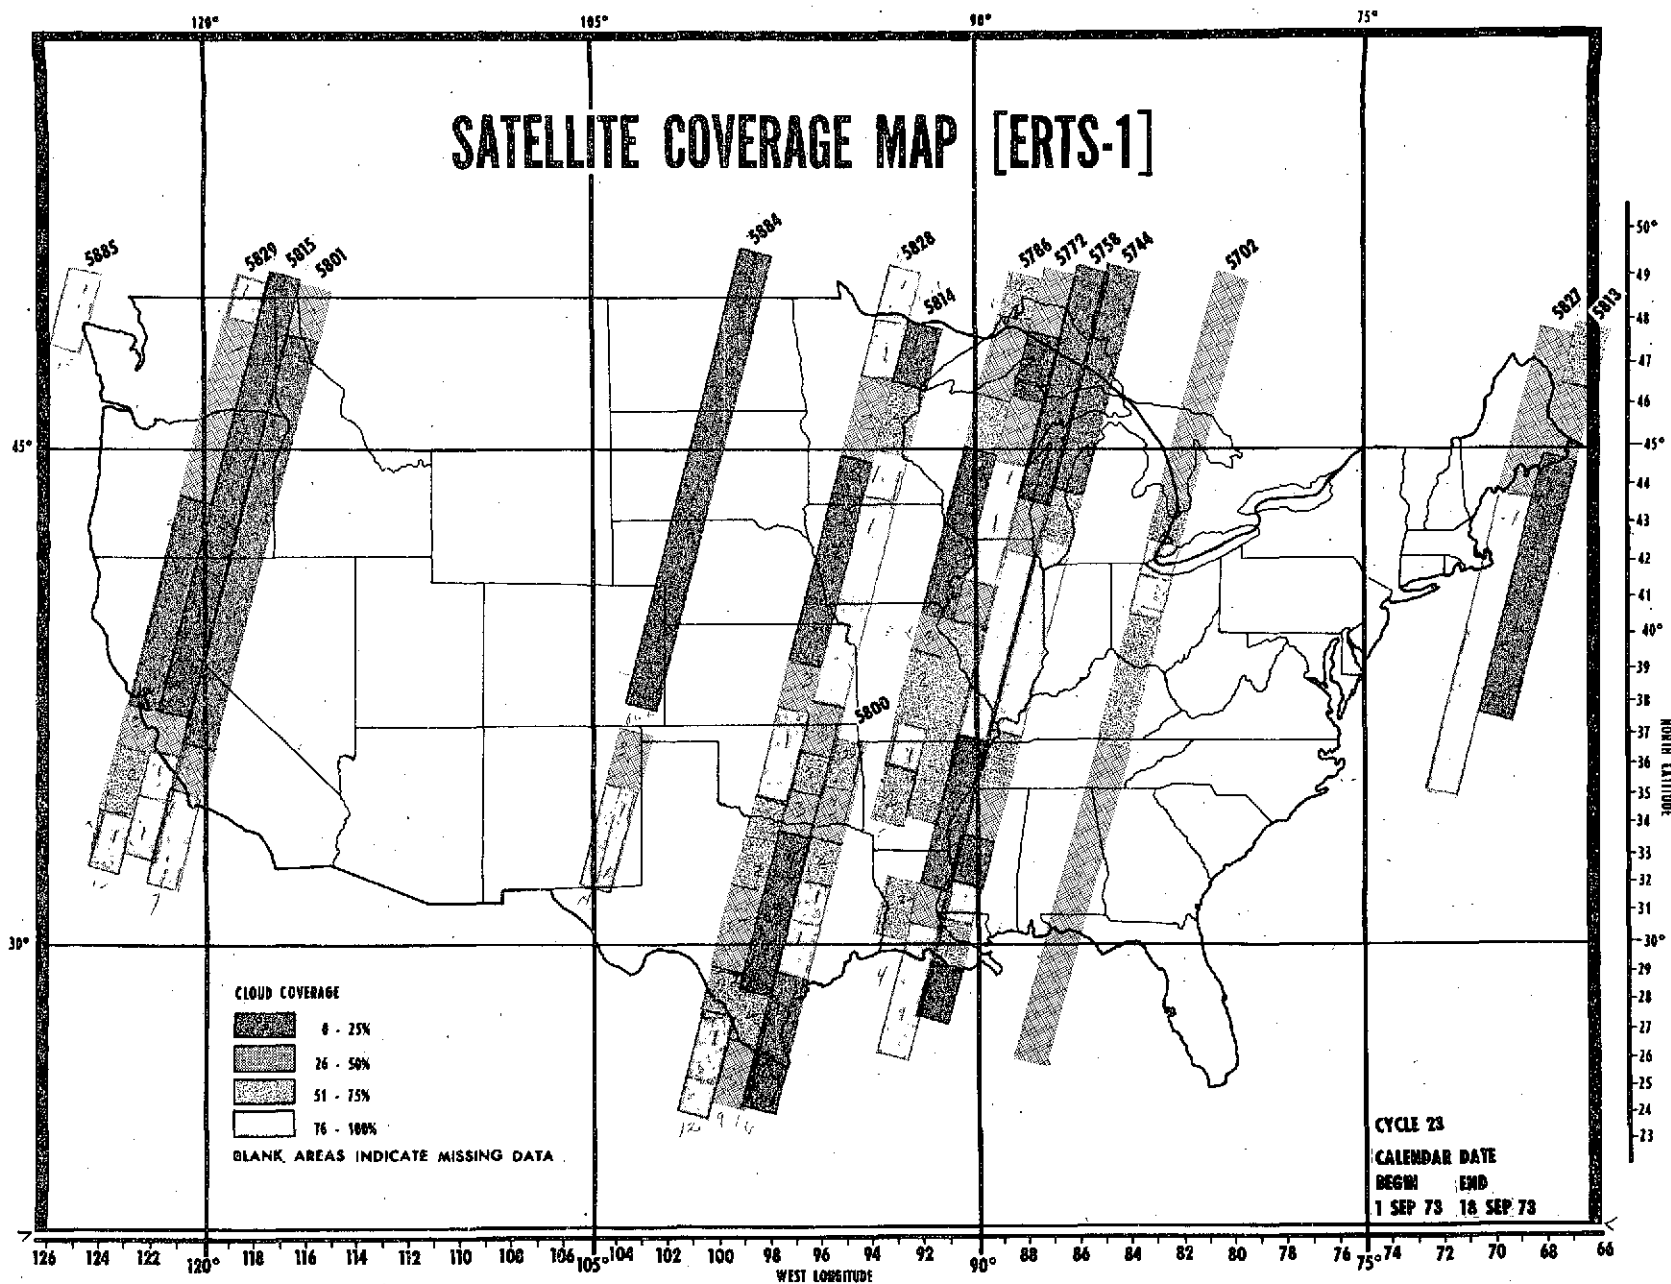 120° 105° 90° 75°
SATELLITE COVERAGE MAP [ERTS-1]
5885
5829
5815
5801
5884
5828
5814
5786
5772
5758
5744
5702
5827
5813
5800
45°
30°
50°
49
48
47
46
45°
44
43
42
41
40°
39
38
37
36
35
34
33
32
31
30°
29
28
27
26
25
24
23
NORTH LATITUDE
CLOUD COVERAGE
0 - 25%
26 - 50%
51 - 75%
76 - 100%
BLANK AREAS INDICATE MISSING DATA
12 9 16
CYCLE 23
CALENDAR DATE
BEGIN END
1 SEP 73 18 SEP 73
126 124 122 120° 118 116 114 112 110 108 106 105° 104 102 100 98 96 94 92 90° 88 86 84 82 80 78 76 75° 74 72 70 68 66
WEST LONGITUDE